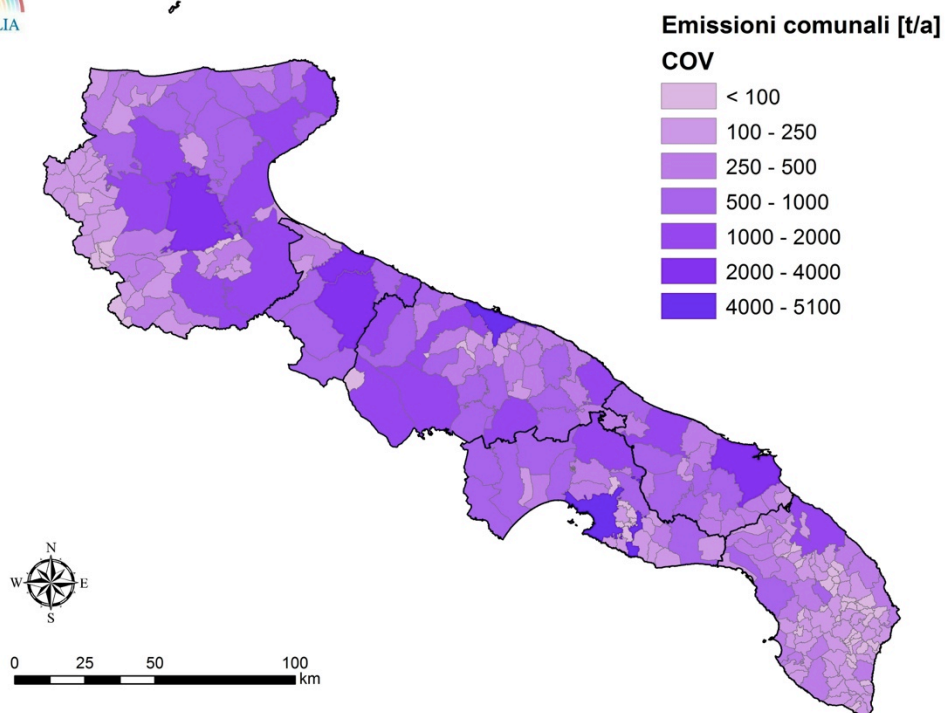 LIA
Emissioni comunali [t/a]
COV
< 100
100 - 250
250 - 500
500 - 1000
1000 - 2000
2000 - 4000
4000 - 5100
N
W E
S
0 25 50 100
km